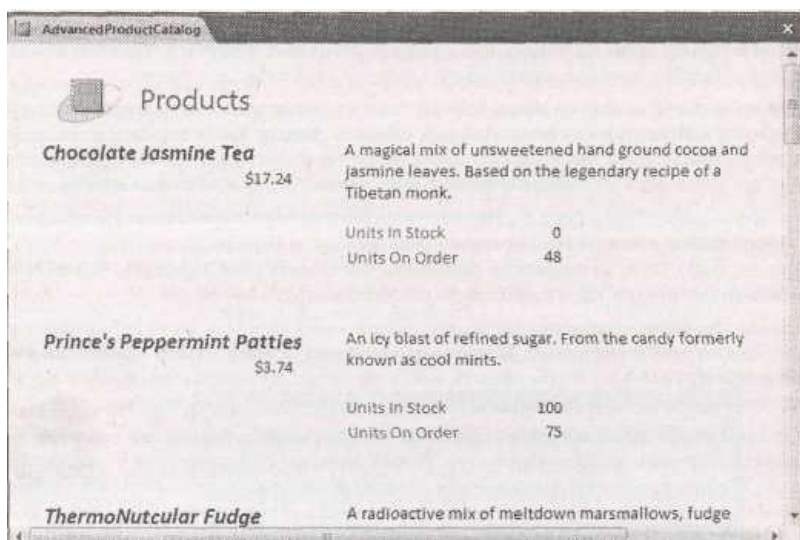 AdvancedProductCatalog
Products
Chocolate Jasmine Tea
$17.24
A magical mix of unsweetened hand ground cocoa and
jasmine leaves. Based on the legendary recipe of a
Tibetan monk.
Units In Stock 0
Units On Order 48
Prince's Peppermint Patties
$3.74
An icy blast of refined sugar. From the candy formerly
known as cool mints.
Units In Stock 100
Units On Order 75
ThermoNutcular Fudge
A radioactive mix of meltdown marsmallows, fudge